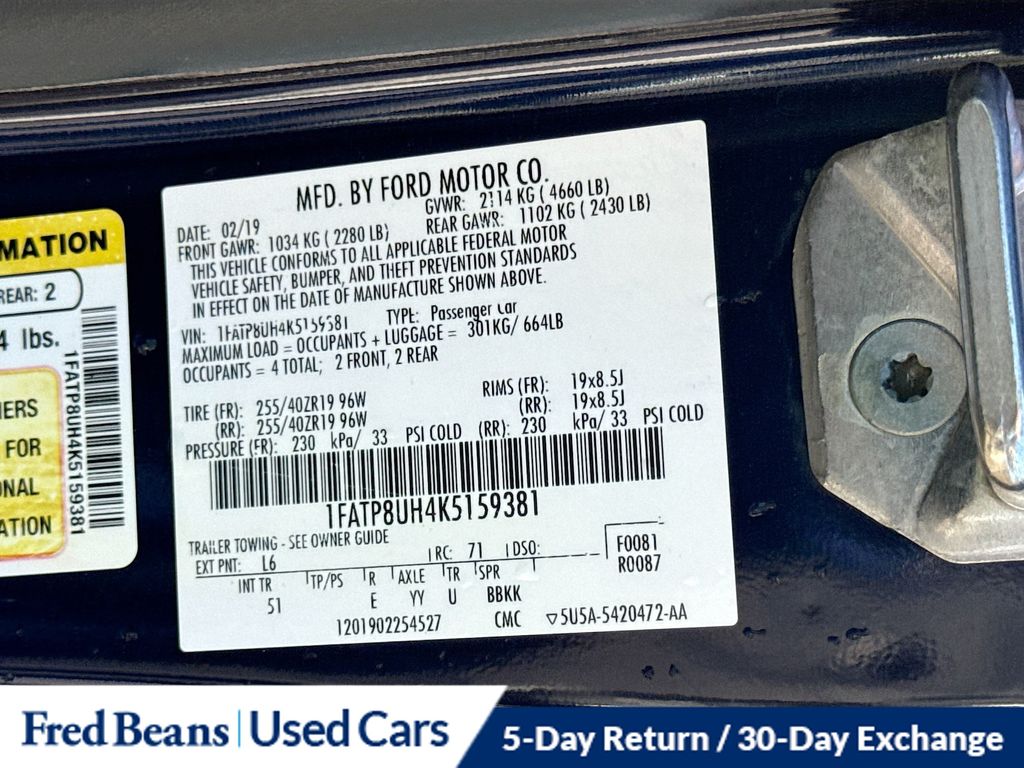 MATION
REAR: 2
4 lbs.
1FATP8UH4K5159381
IERS
FOR
ONAL
ATION
MFD. BY FORD MOTOR CO.
DATE: 02/19 GVWR: 2114 KG ( 4660 LB)
FRONT GAWR: 1034 KG ( 2280 LB) REAR GAWR: 1102 KG ( 2430 LB)
THIS VEHICLE CONFORMS TO ALL APPLICABLE FEDERAL MOTOR
VEHICLE SAFETY, BUMPER, AND THEFT PREVENTION STANDARDS
IN EFFECT ON THE DATE OF MANUFACTURE SHOWN ABOVE.
VIN: 1FATP8UH4K5159381 TYPE: Passenger Car
MAXIMUM LOAD = OCCUPANTS + LUGGAGE = 301KG/ 664LB
OCCUPANTS = 4 TOTAL; 2 FRONT, 2 REAR
TIRE (FR): 255/40ZR19 96W RIMS (FR): 19x8.5J
(RR): 255/40ZR19 96W (RR): 19x8.5J
PRESSURE (FR): 230 kPa/ 33 PSI COLD (RR): 230 kPa/ 33 PSI COLD
1FATP8UH4K5159381
TRAILER TOWING - SEE OWNER GUIDE
EXT PNT: L6 RC: 71 DSO: F0081
R0087
INT TR TP/PS R AXLE TR SPR
51 E YY U BBKK
1201902254527 CMC ▽5U5A-5420472-AA
Fred Beans | Used Cars
5-Day Return / 30-Day Exchange